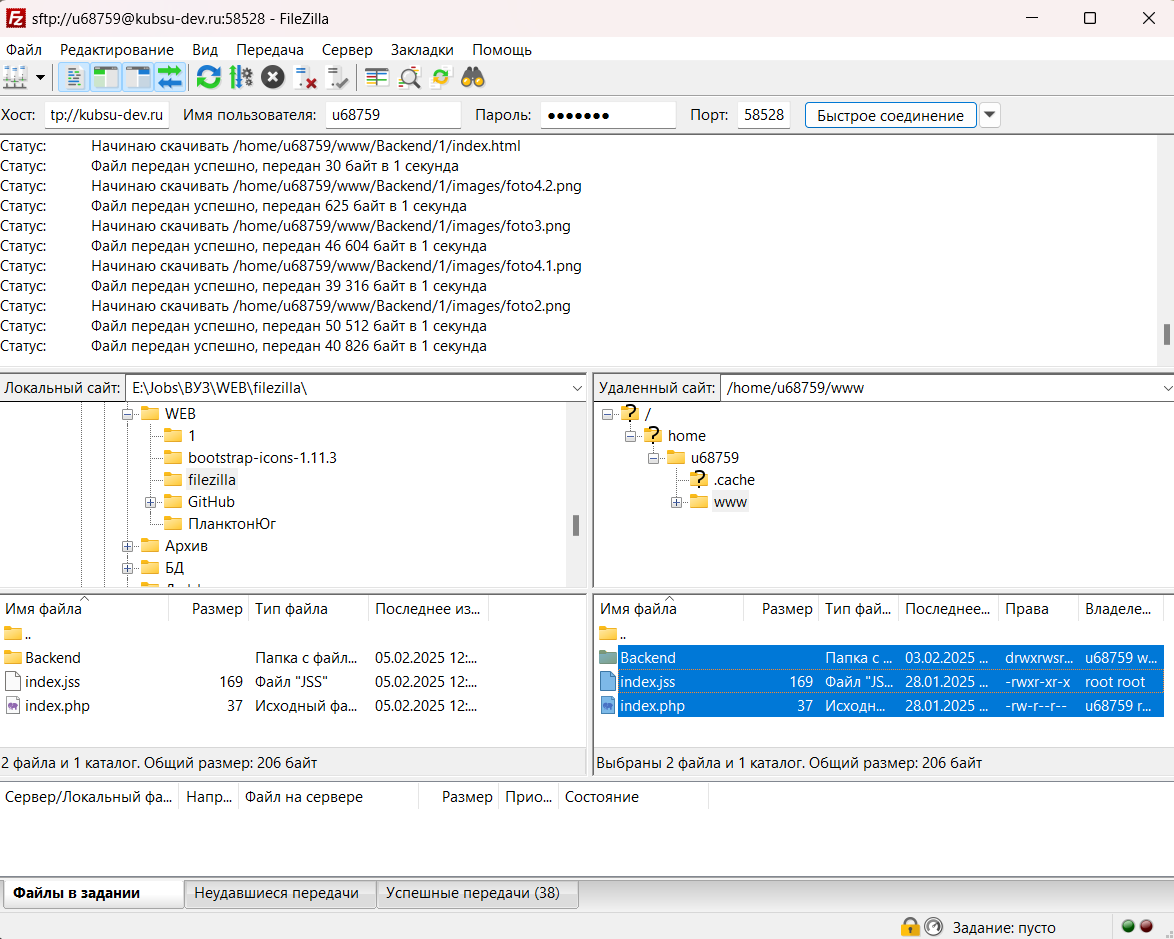 sftp://u68759@kubsu-dev.ru:58528 - FileZilla
Файл Редактирование Вид Передача Сервер Закладки Помощь
Хост: tp://kubsu-dev.ru Имя пользователя: u68759 Пароль: ●●●●●●● Порт: 58528 Быстрое соединение
Статус: Начинаю скачивать /home/u68759/www/Backend/1/index.html
Статус: Файл передан успешно, передан 30 байт в 1 секунда
Статус: Начинаю скачивать /home/u68759/www/Backend/1/images/foto4.2.png
Статус: Файл передан успешно, передан 625 байт в 1 секунда
Статус: Начинаю скачивать /home/u68759/www/Backend/1/images/foto3.png
Статус: Файл передан успешно, передан 46 604 байт в 1 секунда
Статус: Начинаю скачивать /home/u68759/www/Backend/1/images/foto4.1.png
Статус: Файл передан успешно, передан 39 316 байт в 1 секунда
Статус: Начинаю скачивать /home/u68759/www/Backend/1/images/foto2.png
Статус: Файл передан успешно, передан 50 512 байт в 1 секунда
Статус: Файл передан успешно, передан 40 826 байт в 1 секунда
Локальный сайт: E:\Jobs\ВУЗ\WEB\filezilla\
WEB
1
bootstrap-icons-1.11.3
filezilla
GitHub
ПланктонЮг
Архив
БД
Удаленный сайт: /home/u68759/www
/
home
u68759
.cache
www
Имя файла Размер Тип файла Последнее из...
..
Backend Папка с файл... 05.02.2025 12:...
index.jss 169 Файл "JSS" 05.02.2025 12:...
index.php 37 Исходный фа... 05.02.2025 12:...
2 файла и 1 каталог. Общий размер: 206 байт
Имя файла Размер Тип фай... Последнее... Права Владеле...
..
Backend Папка с ... 03.02.2025 ... drwxrwsr... u68759 w...
index.jss 169 Файл "JS... 28.01.2025 ... -rwxr-xr-x root root
index.php 37 Исходн... 28.01.2025 ... -rw-r--r-- u68759 r...
Выбраны 2 файла и 1 каталог. Общий размер: 206 байт
Сервер/Локальный фа... Напр... Файл на сервере Размер Прио... Состояние
Файлы в задании Неудавшиеся передачи Успешные передачи (38)
Задание: пусто